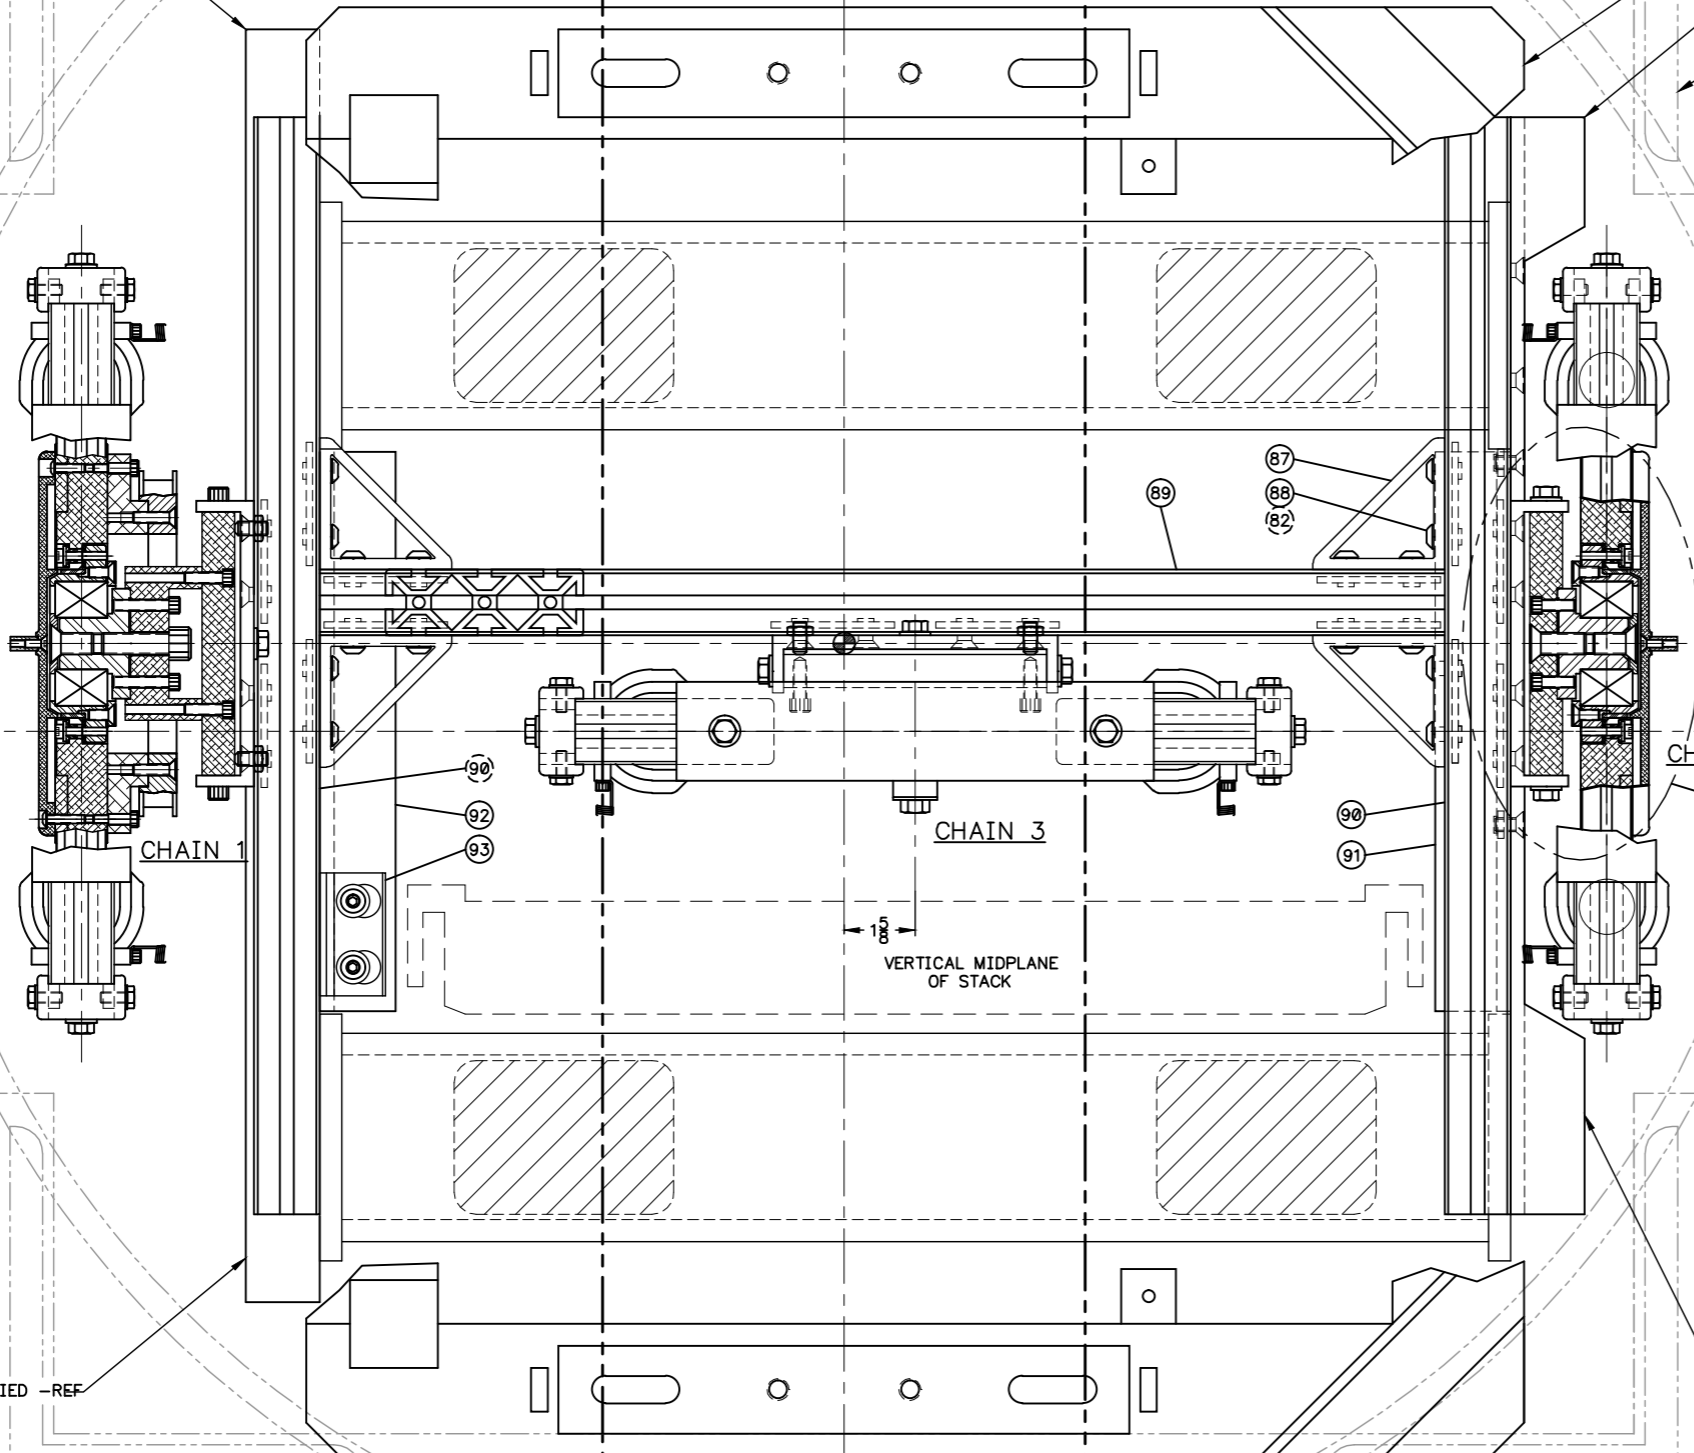 87
89
88
82
90
92
93
CHAIN 1
CHAIN 3
90
91
CH
1 5/8
VERTICAL MIDPLANE
OF STACK
IED -REF